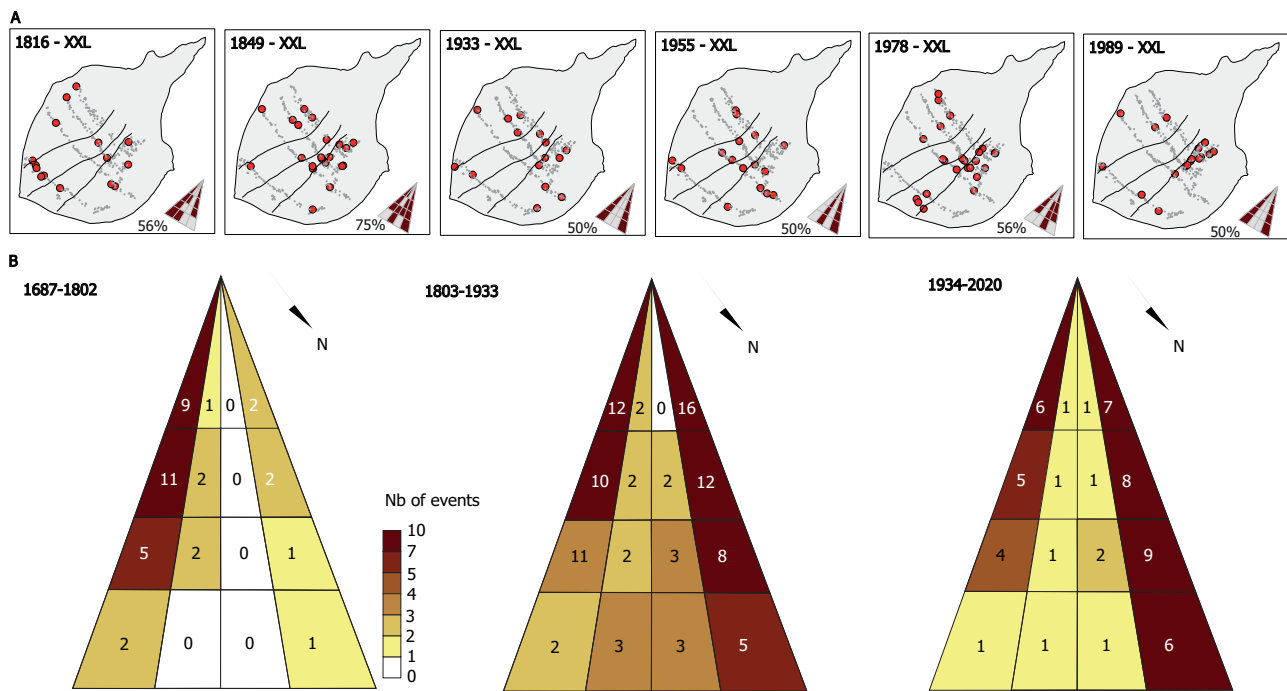 A
1816 - XXL
1849 - XXL
1933 - XXL
1955 - XXL
1978 - XXL
1989 - XXL
56%
75%
50%
50%
56%
50%
B
1687-1802
1803-1933
1934-2020
N
N
N
9 1 0 2
11 2 0 2
5 2 0 1
2 0 0 1
Nb of events
10
7
5
4
3
2
1
0
12 2 0 16
10 2 2 12
11 2 3 8
2 3 3 5
6 1 1 7
5 1 1 8
4 1 2 9
1 1 1 6